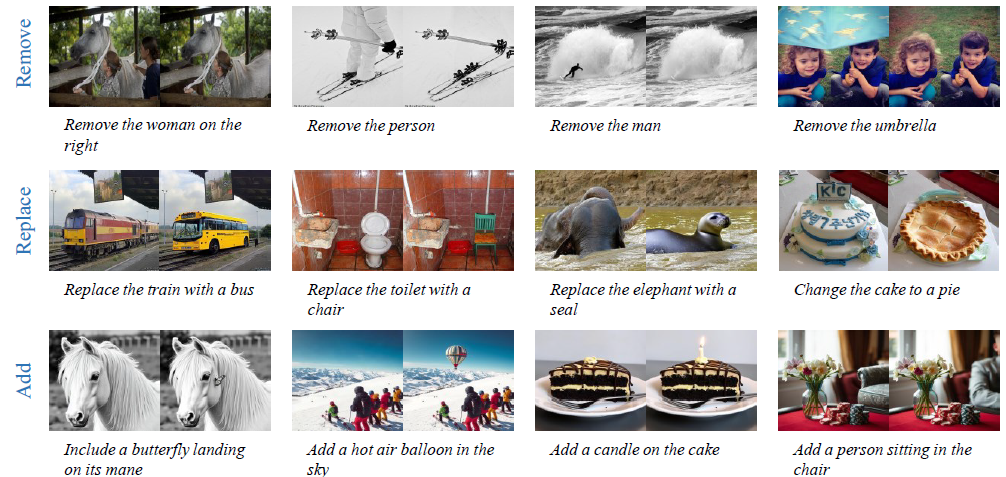 Remove
Remove the woman on the
right
Remove the person
Remove the man
Remove the umbrella
Replace
KIC
Replace the train with a bus
Replace the toilet with a
chair
Replace the elephant with a
seal
Change the cake to a pie
Add
Include a butterfly landing
on its mane
Add a hot air balloon in the
sky
Add a candle on the cake
Add a person sitting in the
chair